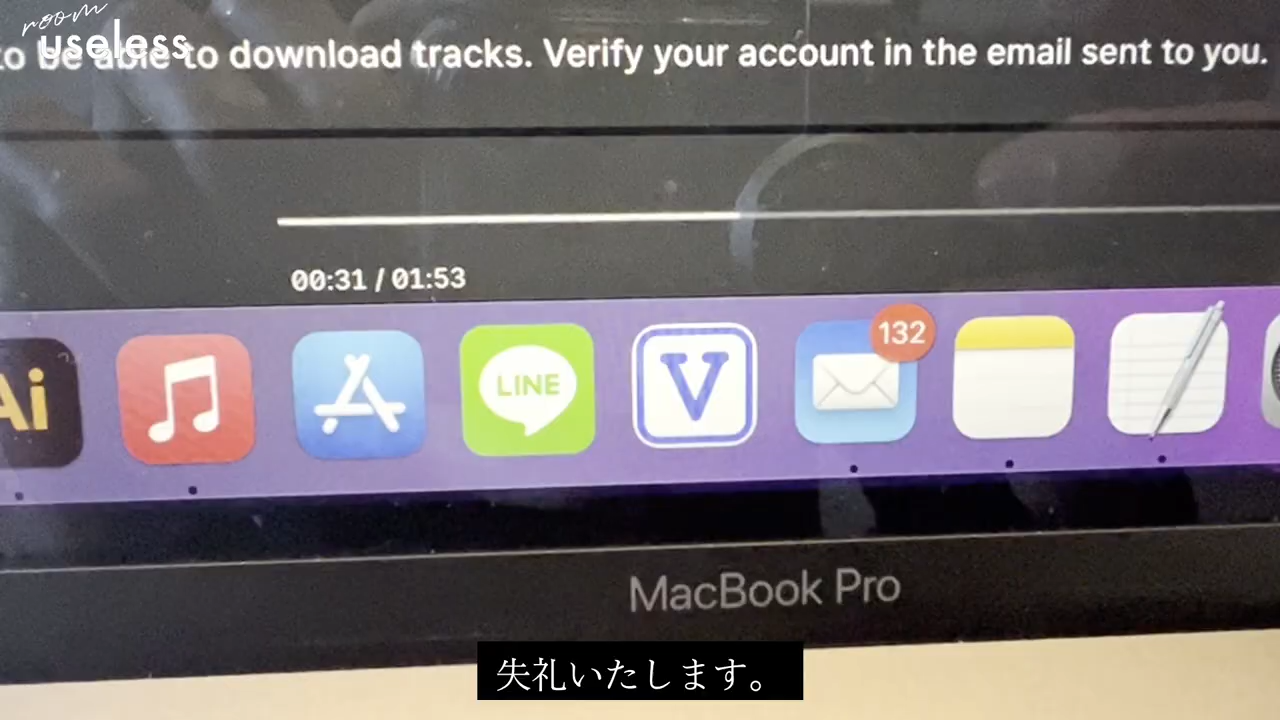 room
useless
to be able to download tracks. Verify your account in the email sent to you.
00:31 / 01:53
Ai
LINE
V
132
MacBook Pro
失礼いたします。